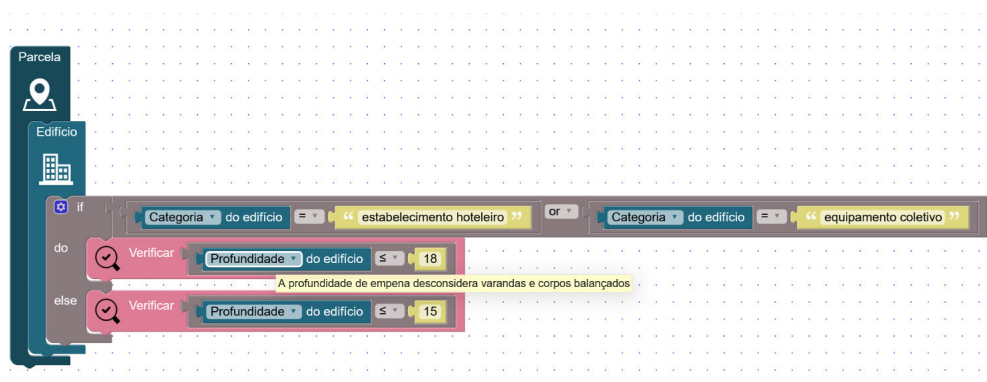 Parcela
Edifício
if Categoria do edifício = “ estabelecimento hoteleiro ” or Categoria do edifício = “ equipamento coletivo ”
do Verificar Profundidade do edifício ≤ 18
A profundidade de empena desconsidera varandas e corpos balançados
else Verificar Profundidade do edifício ≤ 15